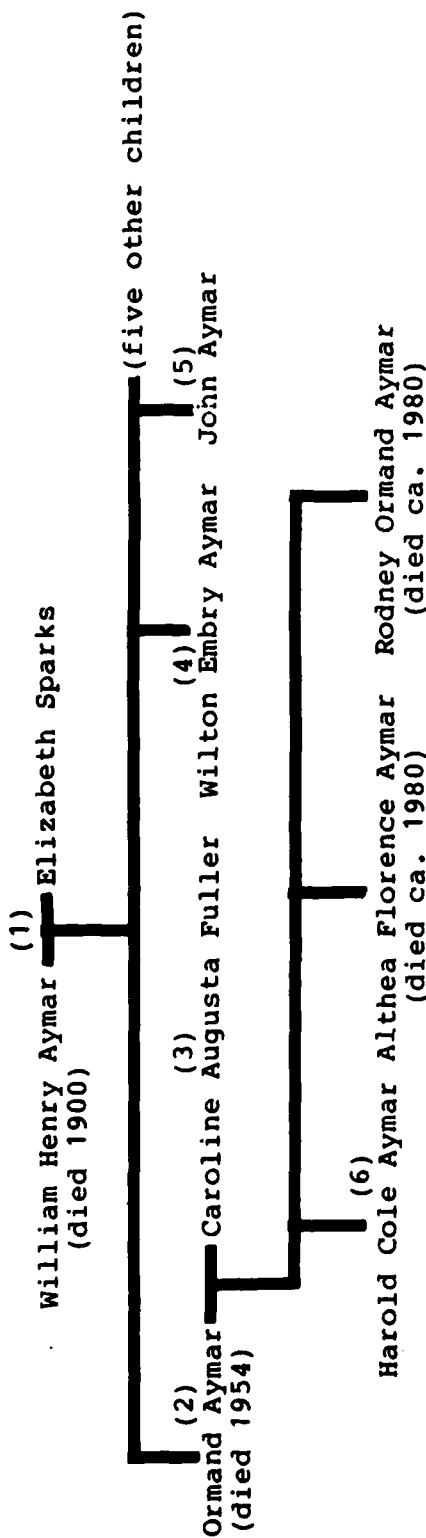 (1)
William Henry Aymar Elizabeth Sparks
(died 1900)
(five other children)
(2) (3) (4) (5)
Ormand Aymar Caroline Augusta Fuller Wilton Embry Aymar John Aymar
(died 1954)
(6)
Harold Cole Aymar Althea Florence Aymar Rodney Ormand Aymar
(died ca. 1980) (died ca. 1980)